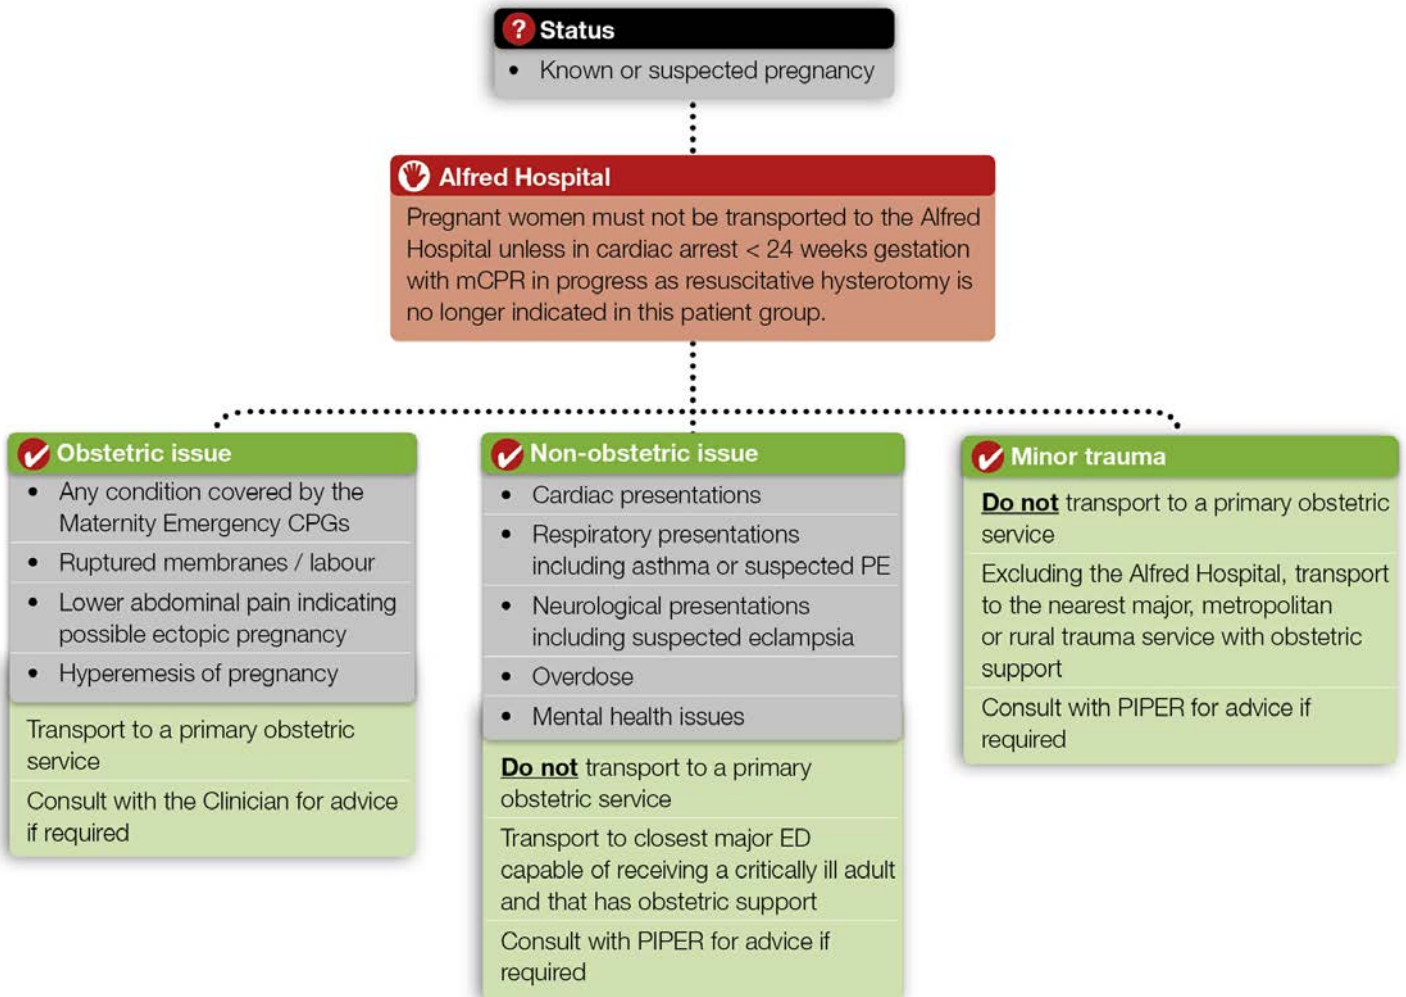 Status
• Known or suspected pregnancy
Alfred Hospital
Pregnant women must not be transported to the Alfred
Hospital unless in cardiac arrest < 24 weeks gestation
with mCPR in progress as resuscitative hysterotomy is
no longer indicated in this patient group.
Obstetric issue
• Any condition covered by the
Maternity Emergency CPGs
• Ruptured membranes / labour
• Lower abdominal pain indicating
possible ectopic pregnancy
• Hyperemesis of pregnancy
Transport to a primary obstetric
service
Consult with the Clinician for advice
if required
Non-obstetric issue
• Cardiac presentations
• Respiratory presentations
including asthma or suspected PE
• Neurological presentations
including suspected eclampsia
• Overdose
• Mental health issues
Do not transport to a primary
obstetric service
Transport to closest major ED
capable of receiving a critically ill adult
and that has obstetric support
Consult with PIPER for advice if
required
Minor trauma
Do not transport to a primary obstetric
service
Excluding the Alfred Hospital, transport
to the nearest major, metropolitan
or rural trauma service with obstetric
support
Consult with PIPER for advice if
required